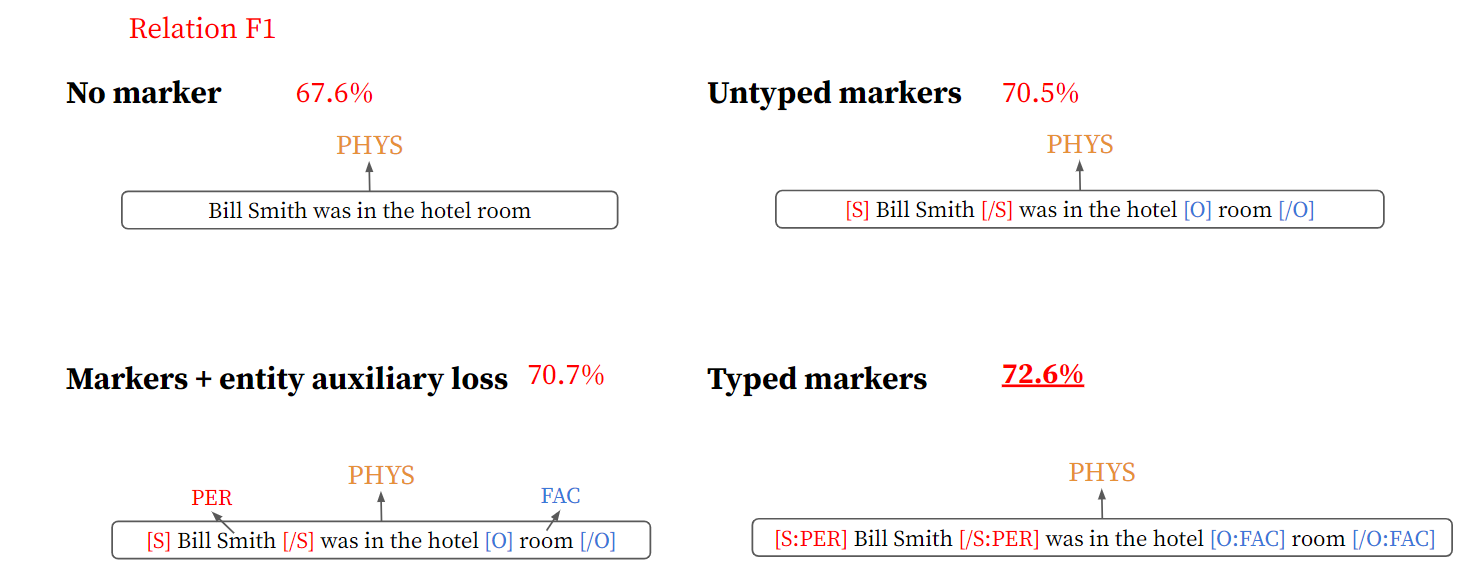 Relation F1
No marker 67.6%
PHYS
Bill Smith was in the hotel room
Untyped markers 70.5%
PHYS
[S] Bill Smith [/S] was in the hotel [O] room [/O]
Markers + entity auxiliary loss 70.7%
PHYS
PER FAC
[S] Bill Smith [/S] was in the hotel [O] room [/O]
Typed markers 72.6%
PHYS
[S:PER] Bill Smith [/S:PER] was in the hotel [O:FAC] room [/O:FAC]